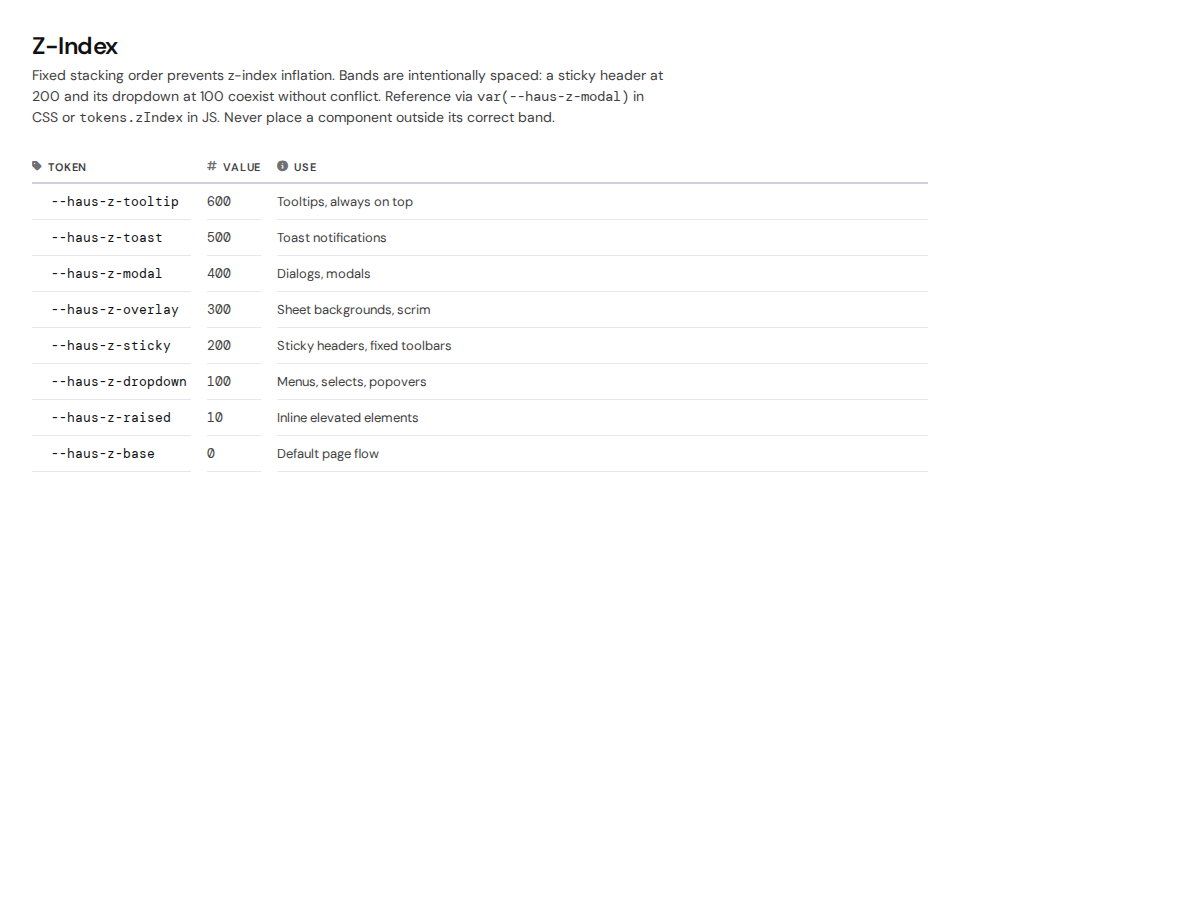 Z-Index
Fixed stacking order prevents z-index inflation. Bands are intentionally spaced: a sticky header at
200 and its dropdown at 100 coexist without conflict. Reference via var(--haus-z-modal) in
CSS or tokens.zIndex in JS. Never place a component outside its correct band.
TOKEN # VALUE USE
--haus-z-tooltip 600 Tooltips, always on top
--haus-z-toast 500 Toast notifications
--haus-z-modal 400 Dialogs, modals
--haus-z-overlay 300 Sheet backgrounds, scrim
--haus-z-sticky 200 Sticky headers, fixed toolbars
--haus-z-dropdown 100 Menus, selects, popovers
--haus-z-raised 10 Inline elevated elements
--haus-z-base 0 Default page flow